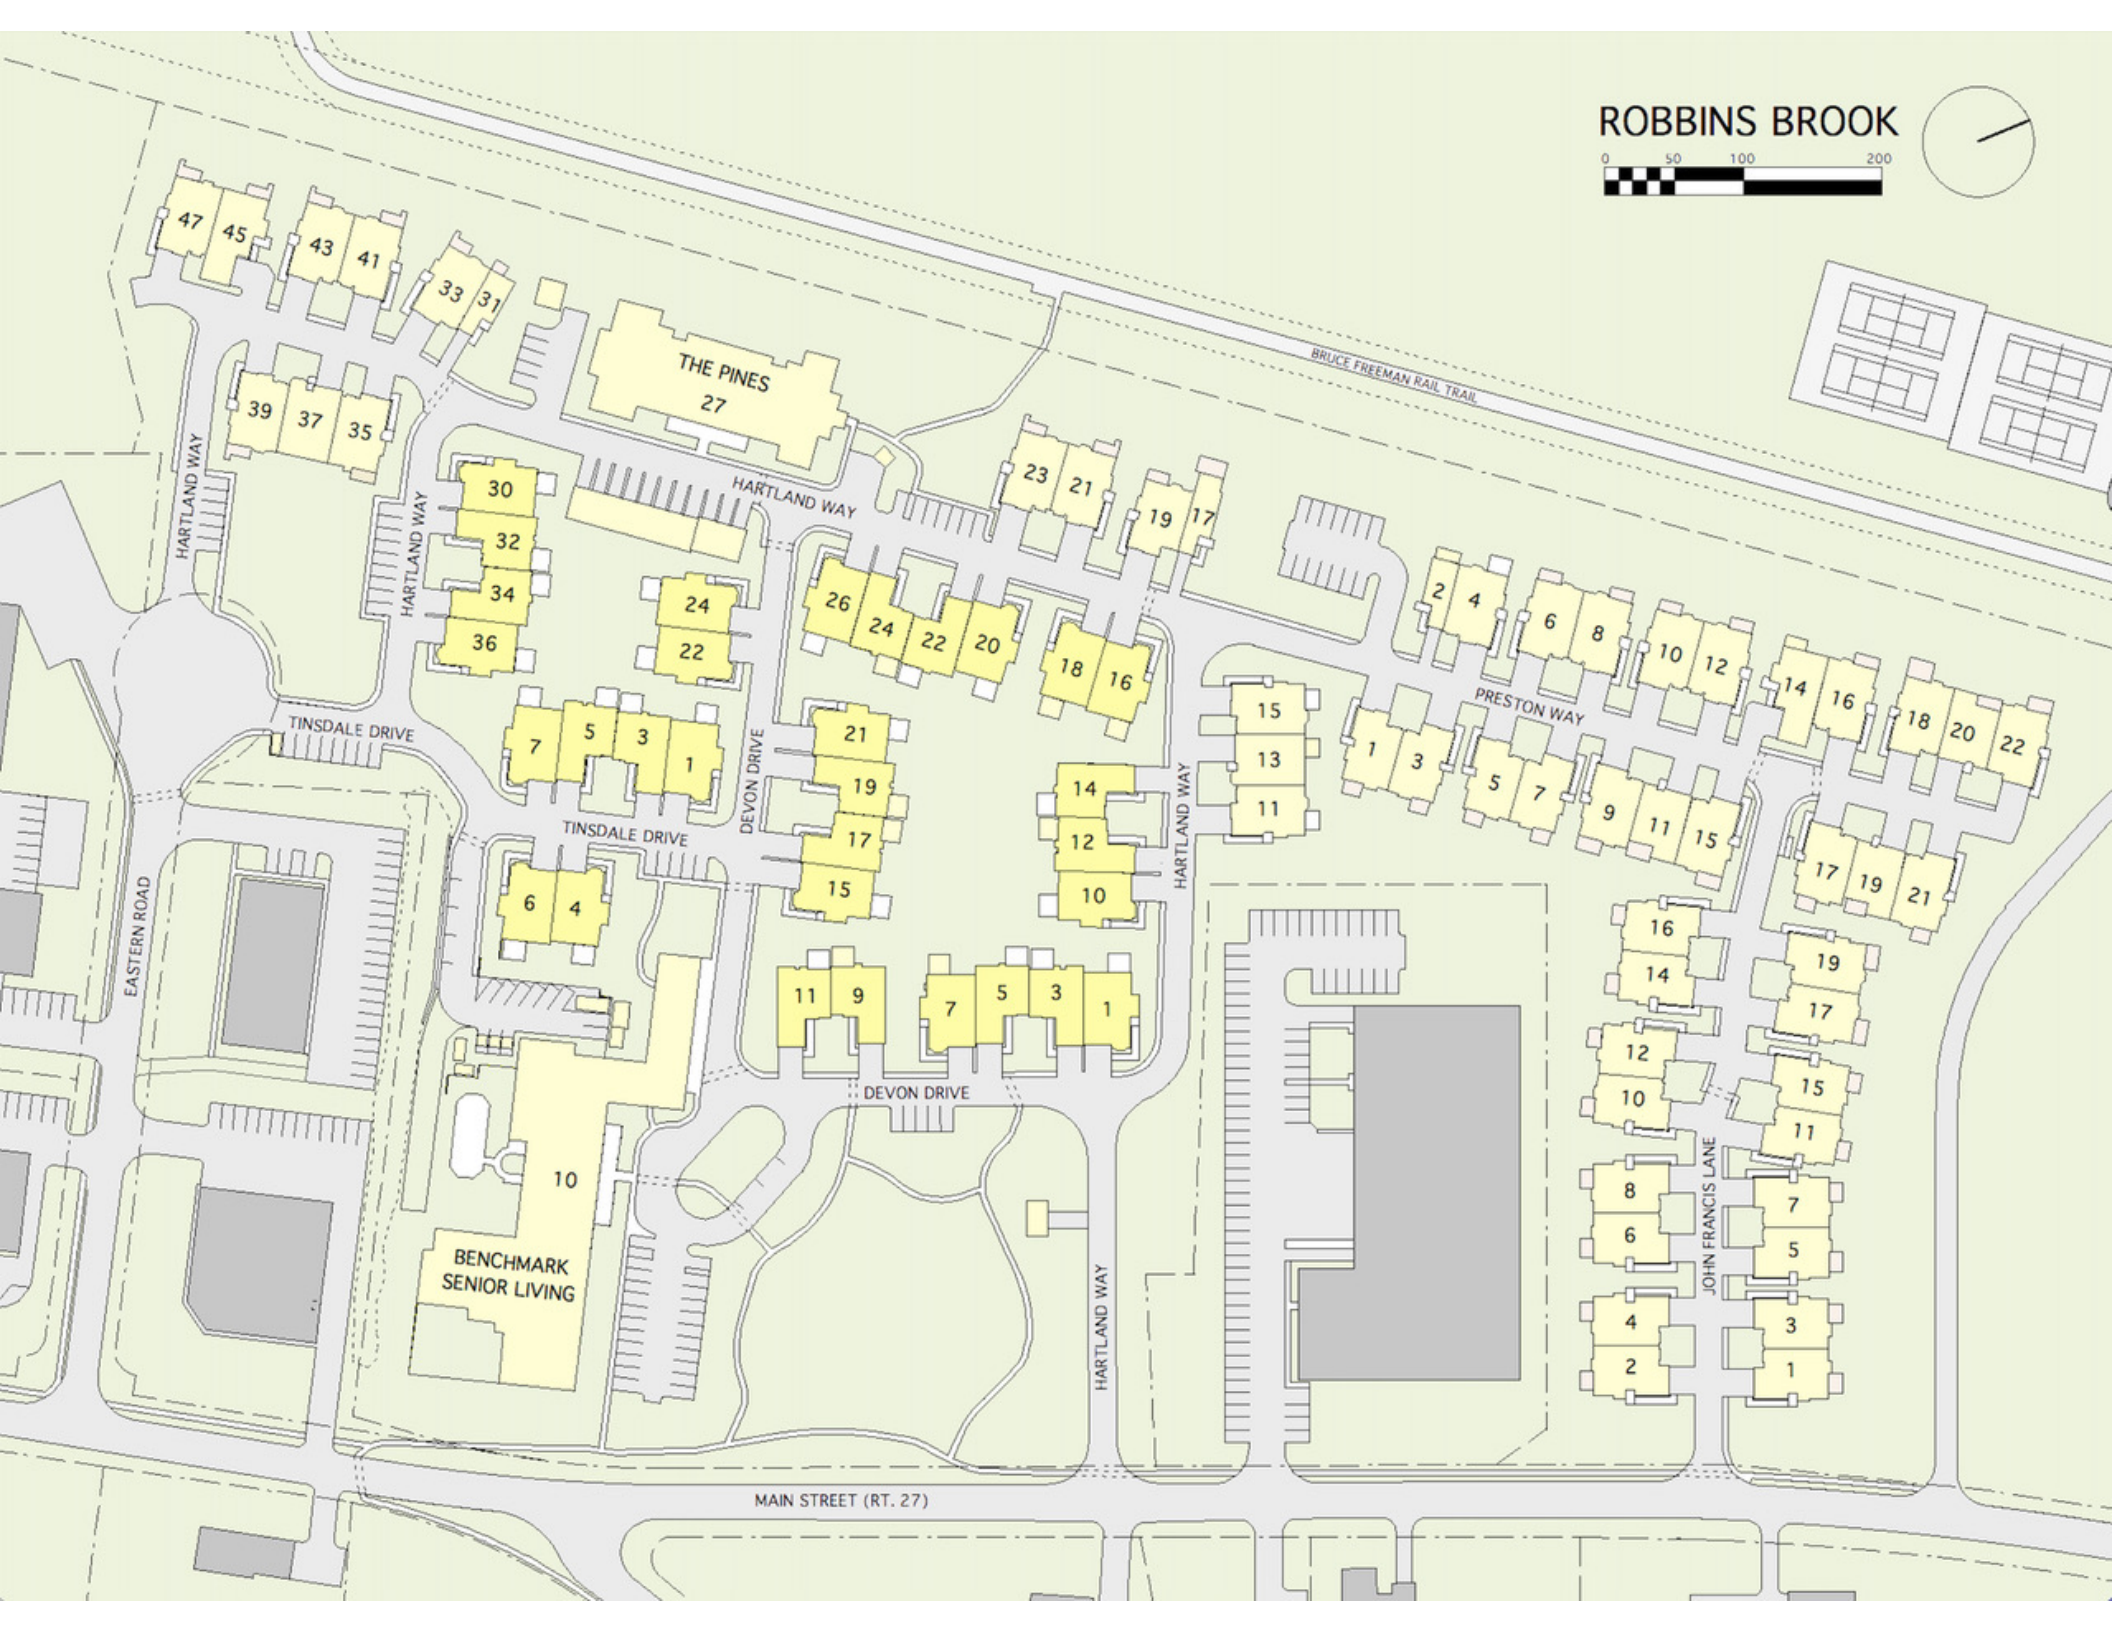 ROBBINS BROOK
0 50 100 200
47 45
43 41
33 31
39 37 35
THE PINES
27
BRUCE FREEMAN RAIL TRAIL
HARTLAND WAY
HARTLAND WAY
HARTLAND WAY
30
32
34
36
24
22
26 24 22 20
18 16
23 21
19 17
2 4
6 8
10 12
14 16
18 20 22
PRESTON WAY
15
13
11
1 3
5 7
9 11 15
17 19 21
TINSDALE DRIVE
7 5 3 1
TINSDALE DRIVE
6 4
DEVON DRIVE
21
19
17
15
14
12
10
HARTLAND WAY
11 9
7 5 3 1
DEVON DRIVE
EASTERN ROAD
10
BENCHMARK
SENIOR LIVING
HARTLAND WAY
16
14
12
10
8
6
4
2
JOHN FRANCIS LANE
19
17
15
11
7
5
3
1
MAIN STREET (RT. 27)